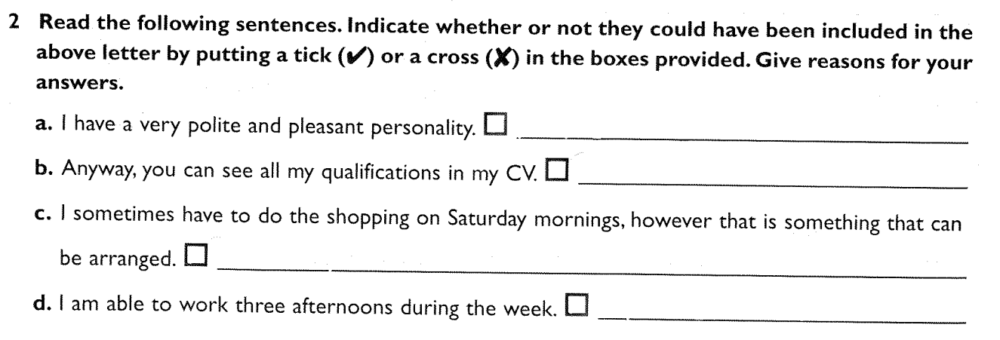 2 Read the following sentences. Indicate whether or not they could have been included in the
above letter by putting a tick (✔) or a cross (✘) in the boxes provided. Give reasons for your
answers.
a. I have a very polite and pleasant personality. ☐
b. Anyway, you can see all my qualifications in my CV. ☐
c. I sometimes have to do the shopping on Saturday mornings, however that is something that can
be arranged. ☐
d. I am able to work three afternoons during the week. ☐